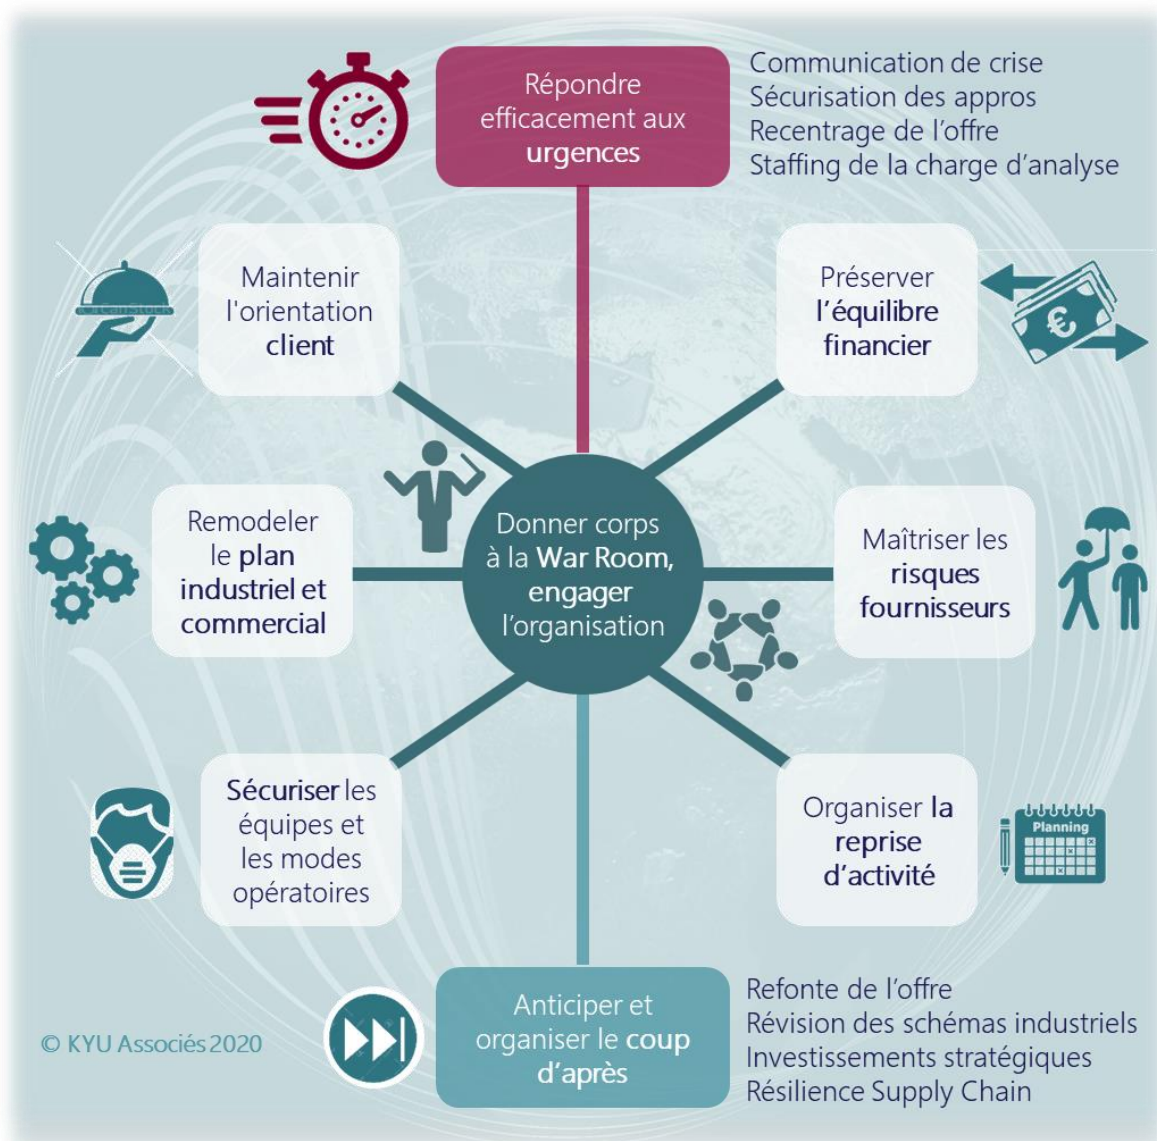 Répondre
efficacement aux
urgences
Communication de crise
Sécurisation des appros
Recentrage de l’offre
Staffing de la charge d’analyse
Maintenir
l'orientation
client
Préserver
l’équilibre
financier
€
Remodeler
le plan
industriel et
commercial
Donner corps
à la War Room,
engager
l’organisation
Maîtriser les
risques
fournisseurs
Sécuriser les
équipes et
les modes
opératoires
Organiser la
reprise
d’activité
Planning
Anticiper et
organiser le coup
d’après
Refonte de l’offre
Révision des schémas industriels
Investissements stratégiques
Résilience Supply Chain
© KYU Associés 2020